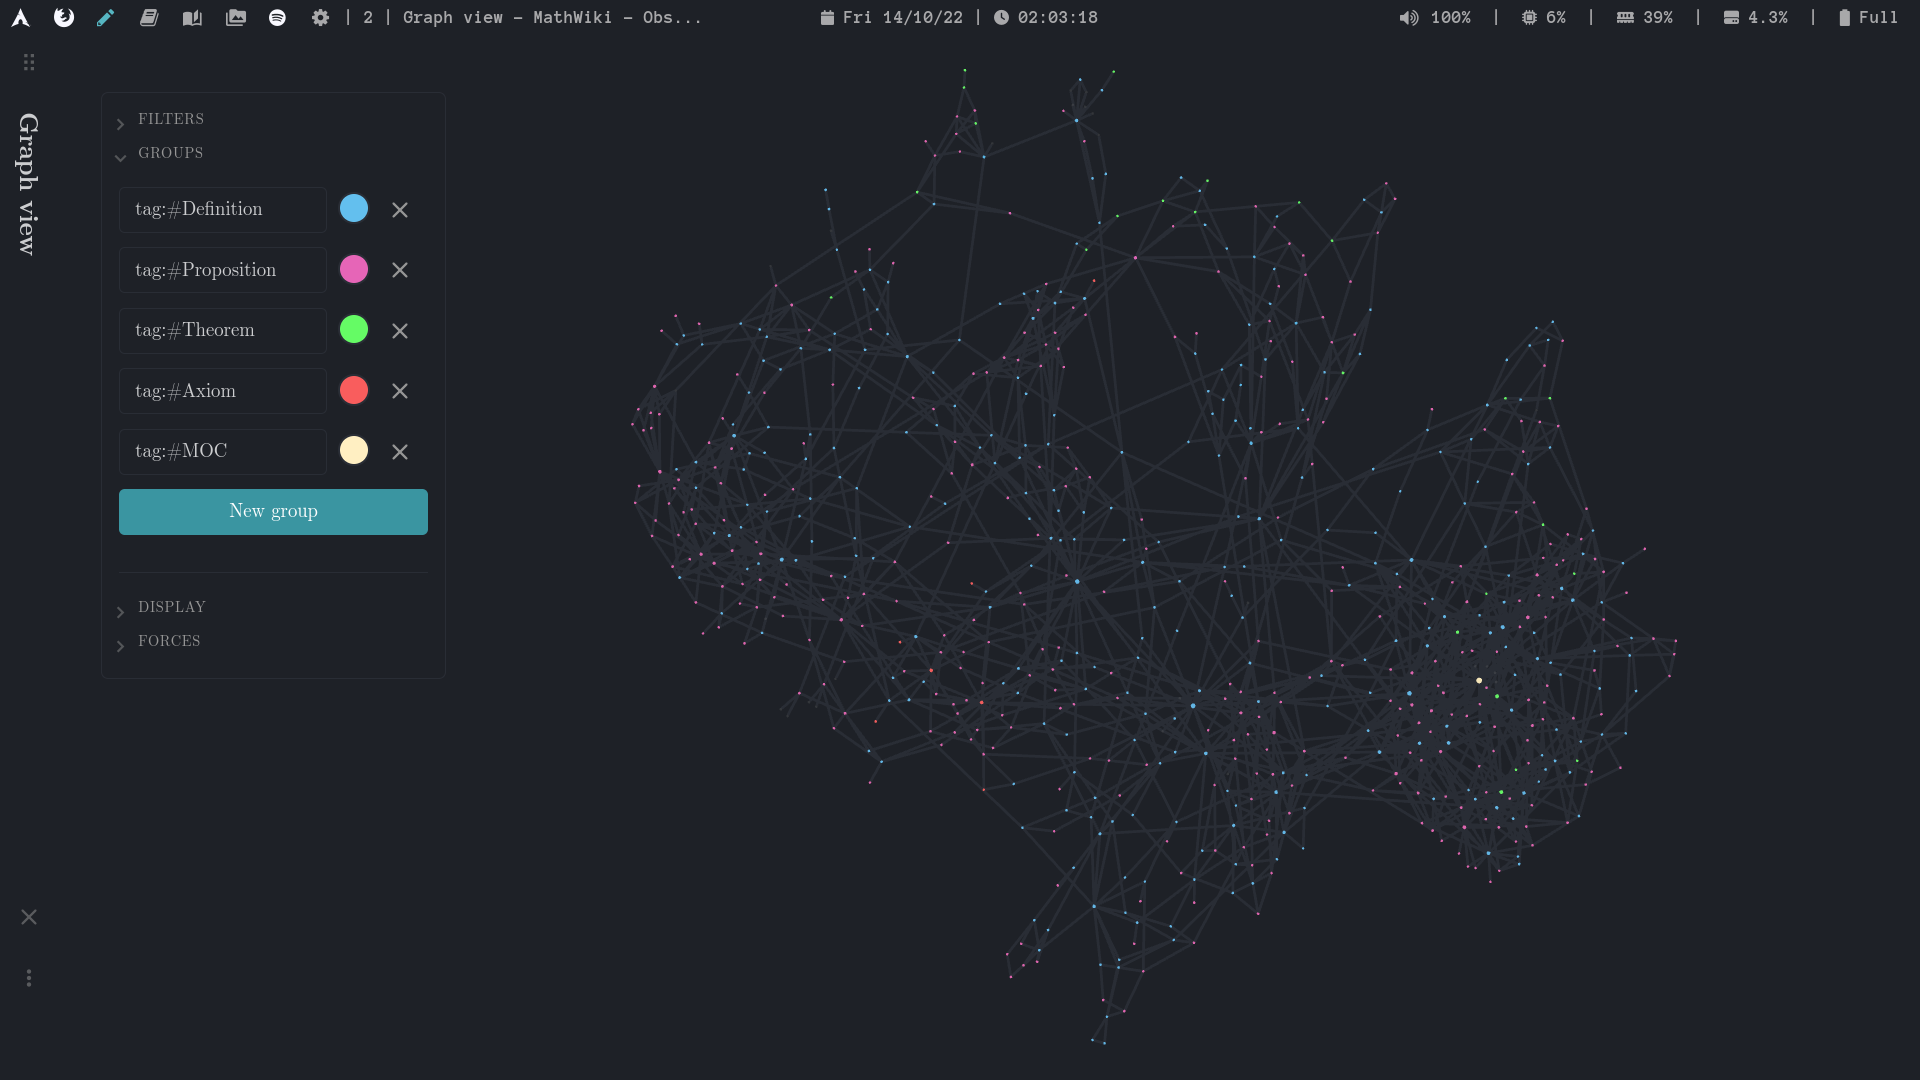 | 2 | Graph view - MathWiki - Obs...
Fri 14/10/22 | 02:03:18
100% | 6% | 39% | 4.3% | Full
Graph view
FILTERS
GROUPS
tag:#Definition
tag:#Proposition
tag:#Theorem
tag:#Axiom
tag:#MOC
New group
DISPLAY
FORCES